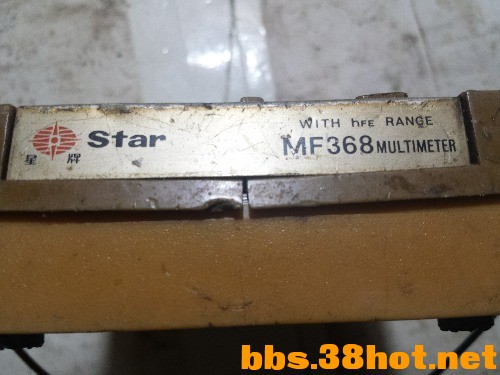 Star
星牌
WITH hFE RANGE
MF368 MULTIMETER
bbs.38hot.net